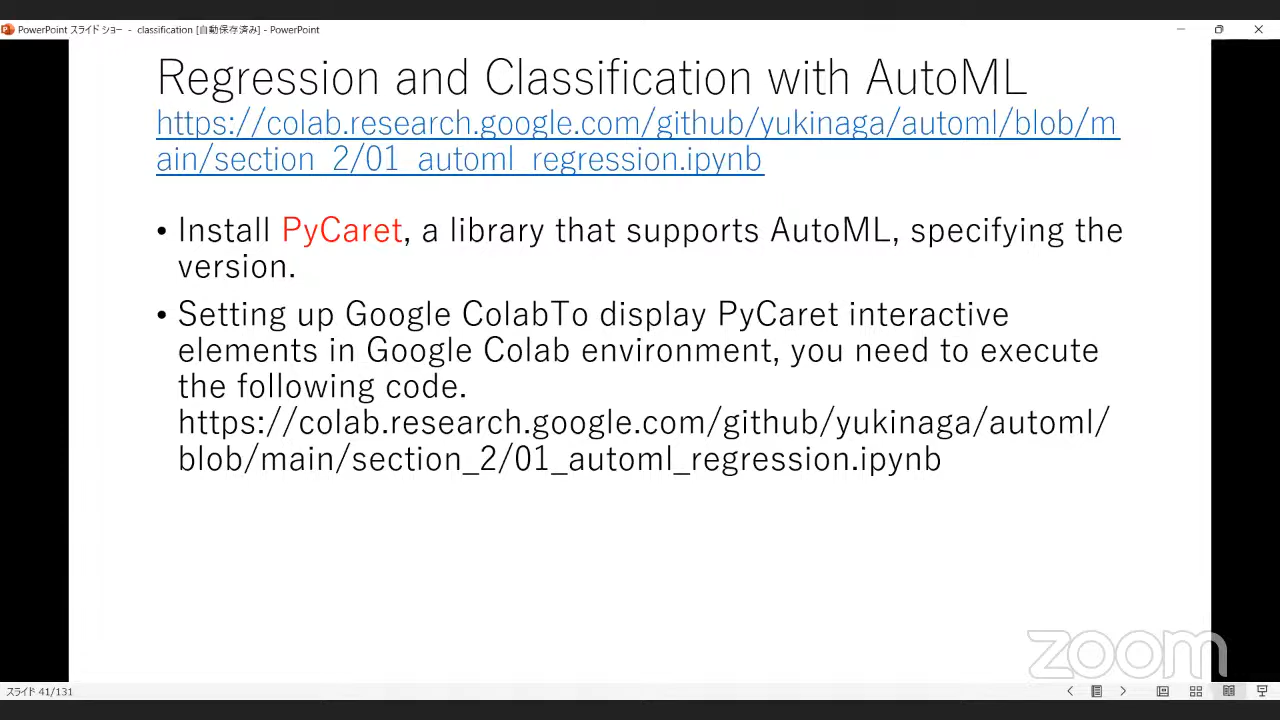 PowerPoint スライド ショー - classification [自動保存済み] - PowerPoint
Regression and Classification with AutoML
https://colab.research.google.com/github/yukinaga/automl/blob/m
ain/section_2/01_automl_regression.ipynb
• Install PyCaret, a library that supports AutoML, specifying the
version.
• Setting up Google ColabTo display PyCaret interactive
elements in Google Colab environment, you need to execute
the following code.
https://colab.research.google.com/github/yukinaga/automl/
blob/main/section_2/01_automl_regression.ipynb
zoom
スライド 41/131